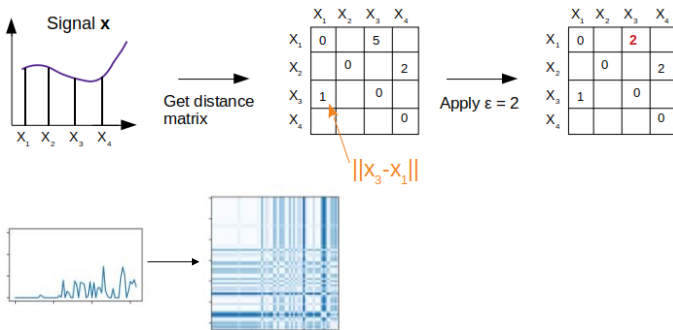 Signal x
X1 X2 X3 X4
Get distance
matrix
X1 X2 X3 X4
X1 0 5
X2 0 2
X3 1 0
X4 0
||x3-x1||
Apply ε = 2
X1 X2 X3 X4
X1 0 2
X2 0 2
X3 1 0
X4 0